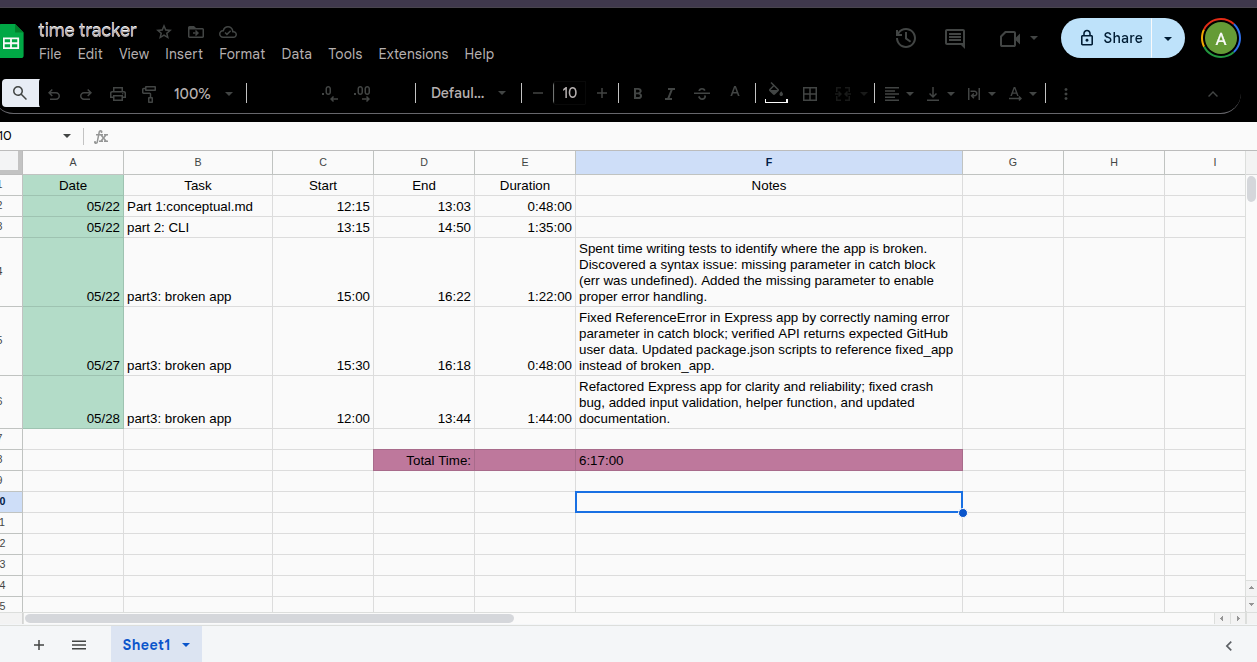 time tracker
File Edit View Insert Format Data Tools Extensions Help
Share
A
100% .0 .00 Defaul... 10 B I A A
10 fx
A B C D E F G H I
1 Date Task Start End Duration Notes
2 05/22 Part 1:conceptual.md 12:15 13:03 0:48:00
3 05/22 part 2: CLI 13:15 14:50 1:35:00
Spent time writing tests to identify where the app is broken.
Discovered a syntax issue: missing parameter in catch block
(err was undefined). Added the missing parameter to enable
4 05/22 part3: broken app 15:00 16:22 1:22:00 proper error handling.
Fixed ReferenceError in Express app by correctly naming error
parameter in catch block; verified API returns expected GitHub
user data. Updated package.json scripts to reference fixed_app
5 05/27 part3: broken app 15:30 16:18 0:48:00 instead of broken_app.
Refactored Express app for clarity and reliability; fixed crash
bug, added input validation, helper function, and updated
6 05/28 part3: broken app 12:00 13:44 1:44:00 documentation.
7
8 Total Time: 6:17:00
9
0
1
2
3
4
5
Sheet1